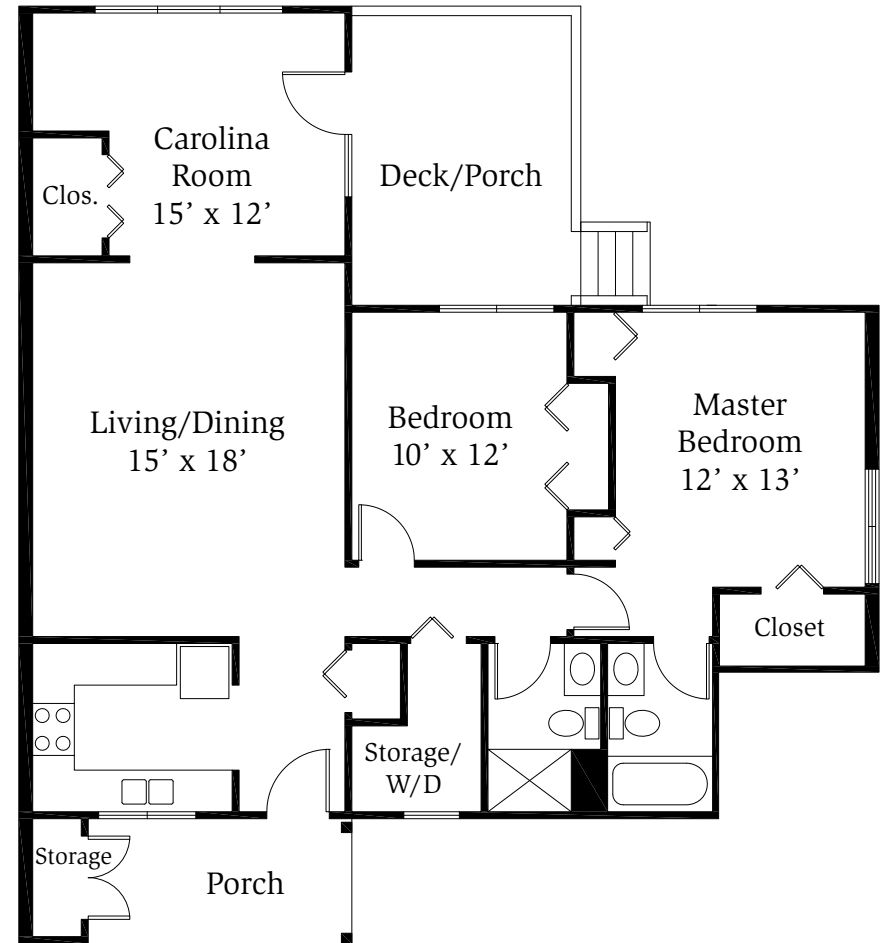 Carolina
Room
15’ x 12’
Deck/Porch
Clos.
Living/Dining
15’ x 18’
Bedroom
10’ x 12’
Master
Bedroom
12’ x 13’
Closet
Storage/
W/D
Storage
Porch